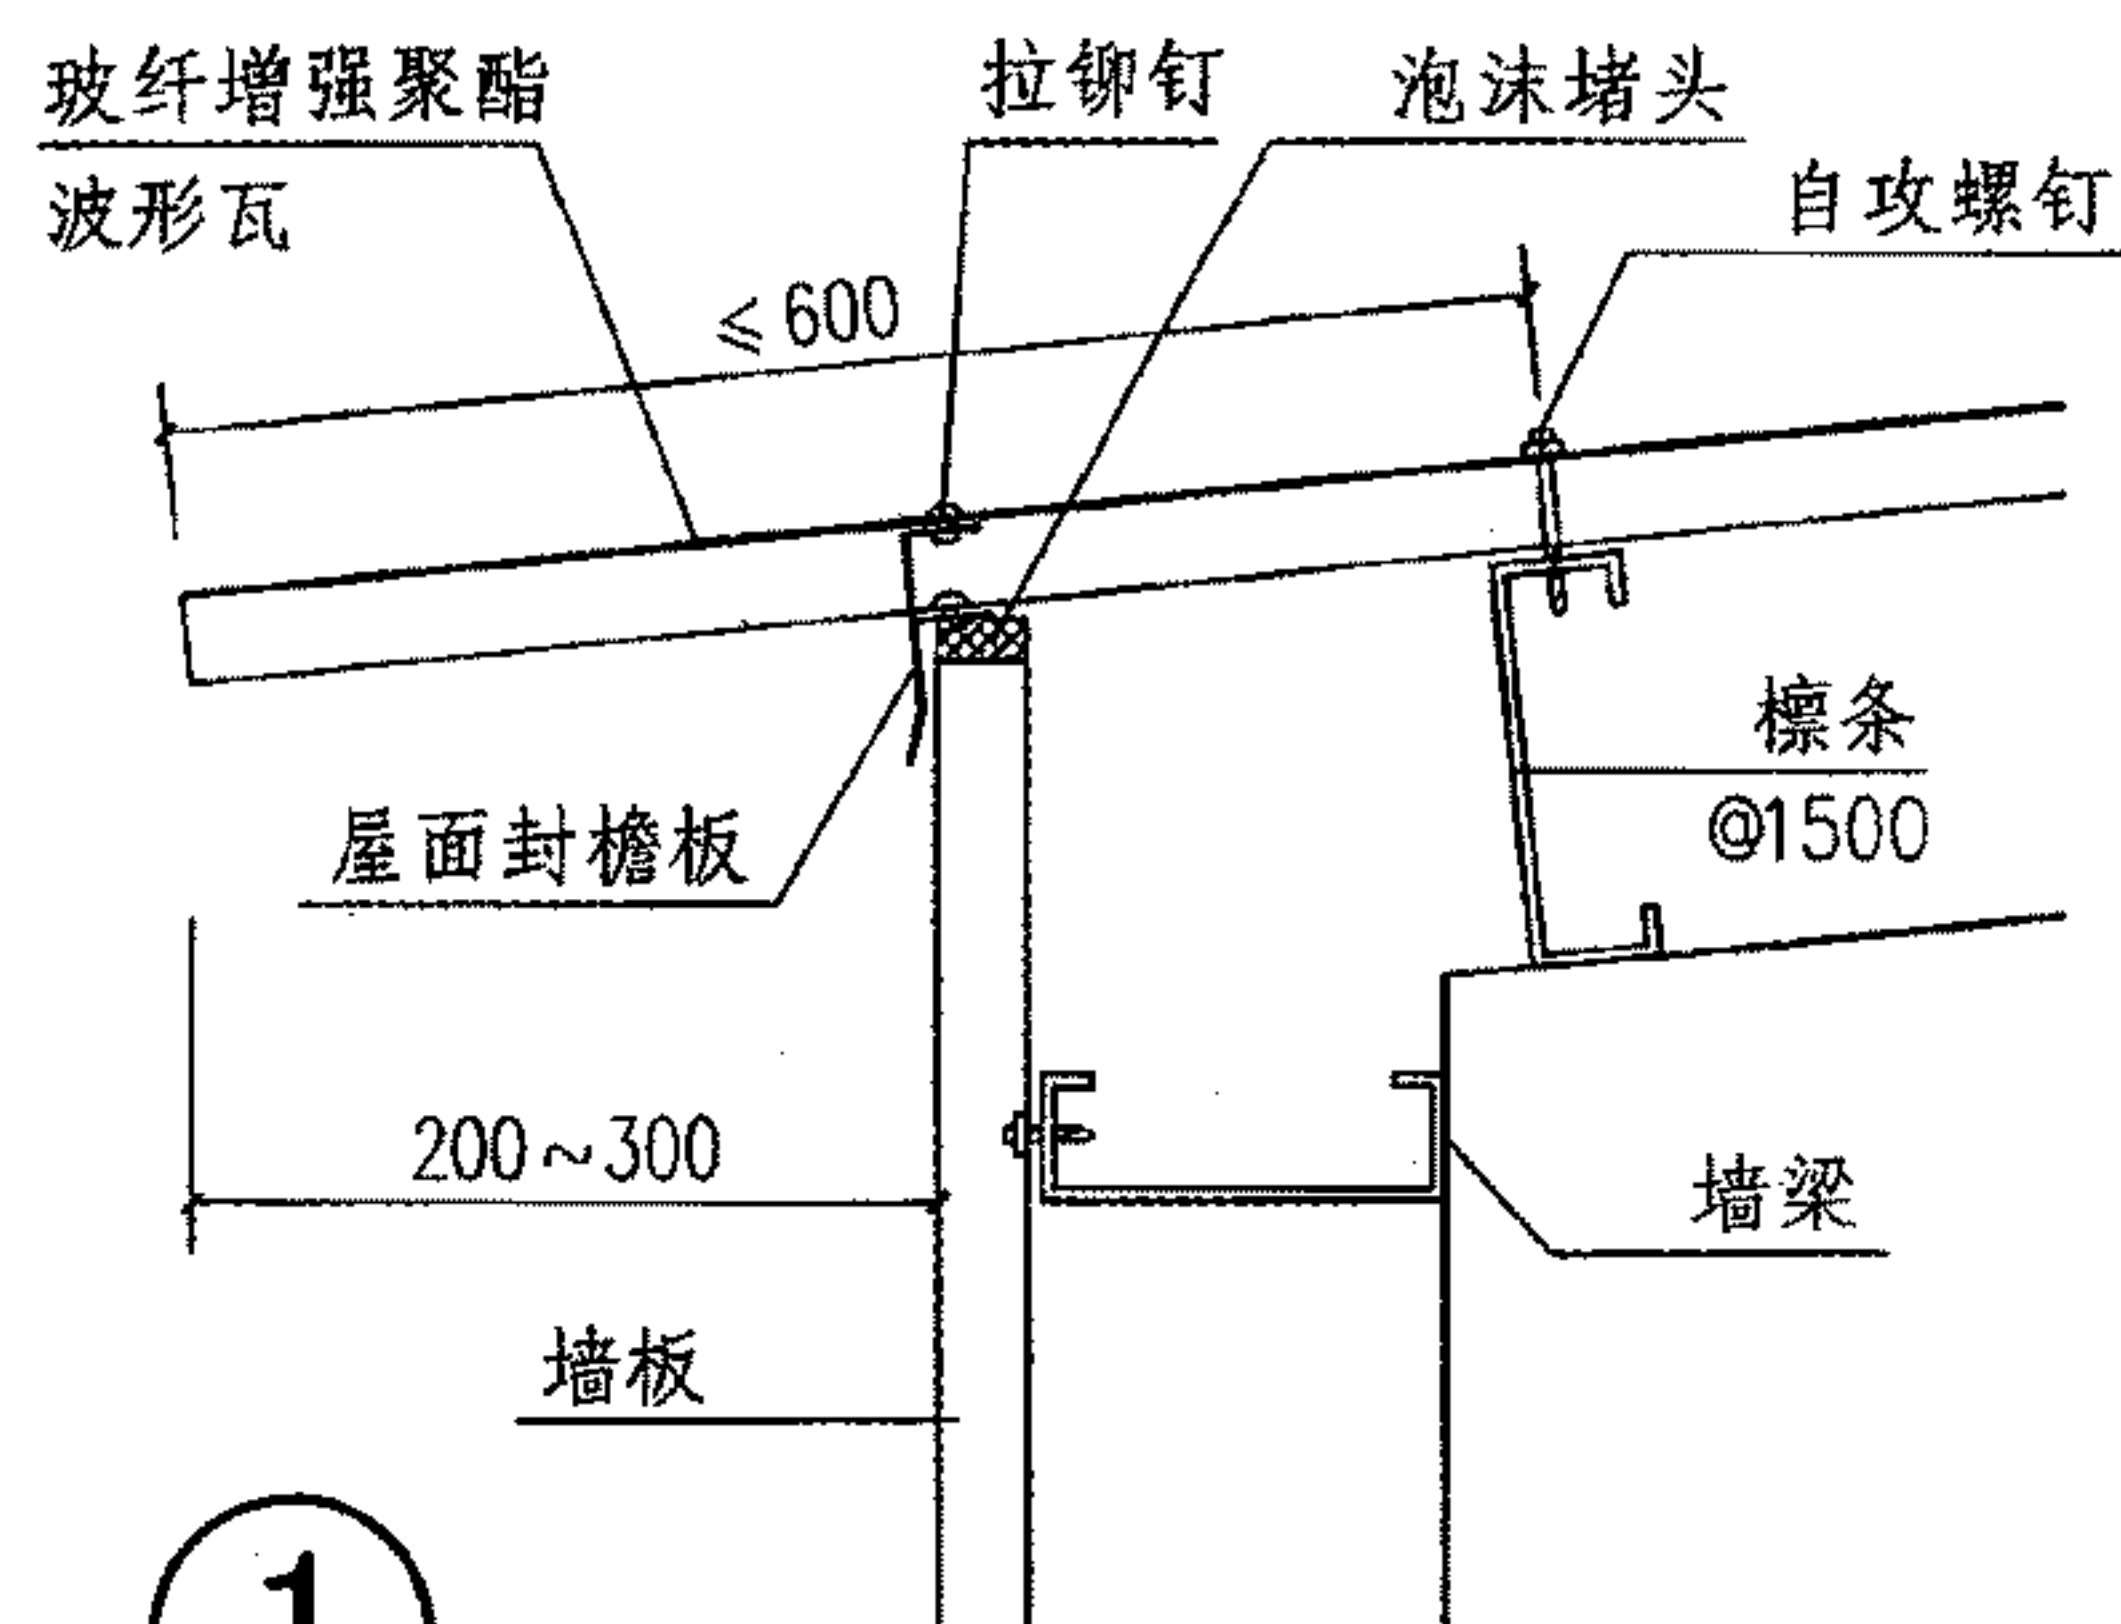 玻纤增强聚酯
波形瓦
拉铆钉
泡沫堵头
自攻螺钉
≤600
檩条
@1500
屋面封檐板
200~300
墙梁
墙板
1